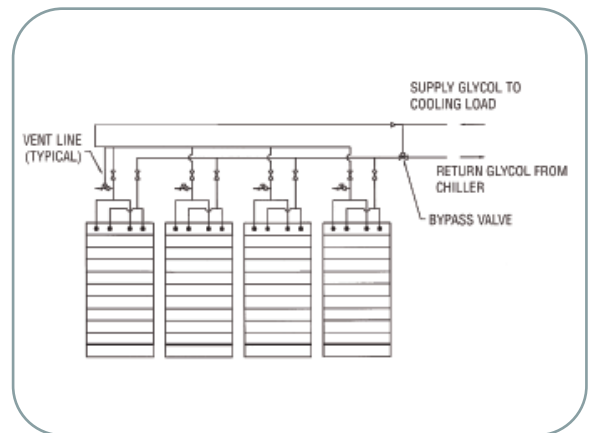 SUPPLY GLYCOL TO
COOLING LOAD
VENT LINE
(TYPICAL)
RETURN GLYCOL FROM
CHILLER
BYPASS VALVE